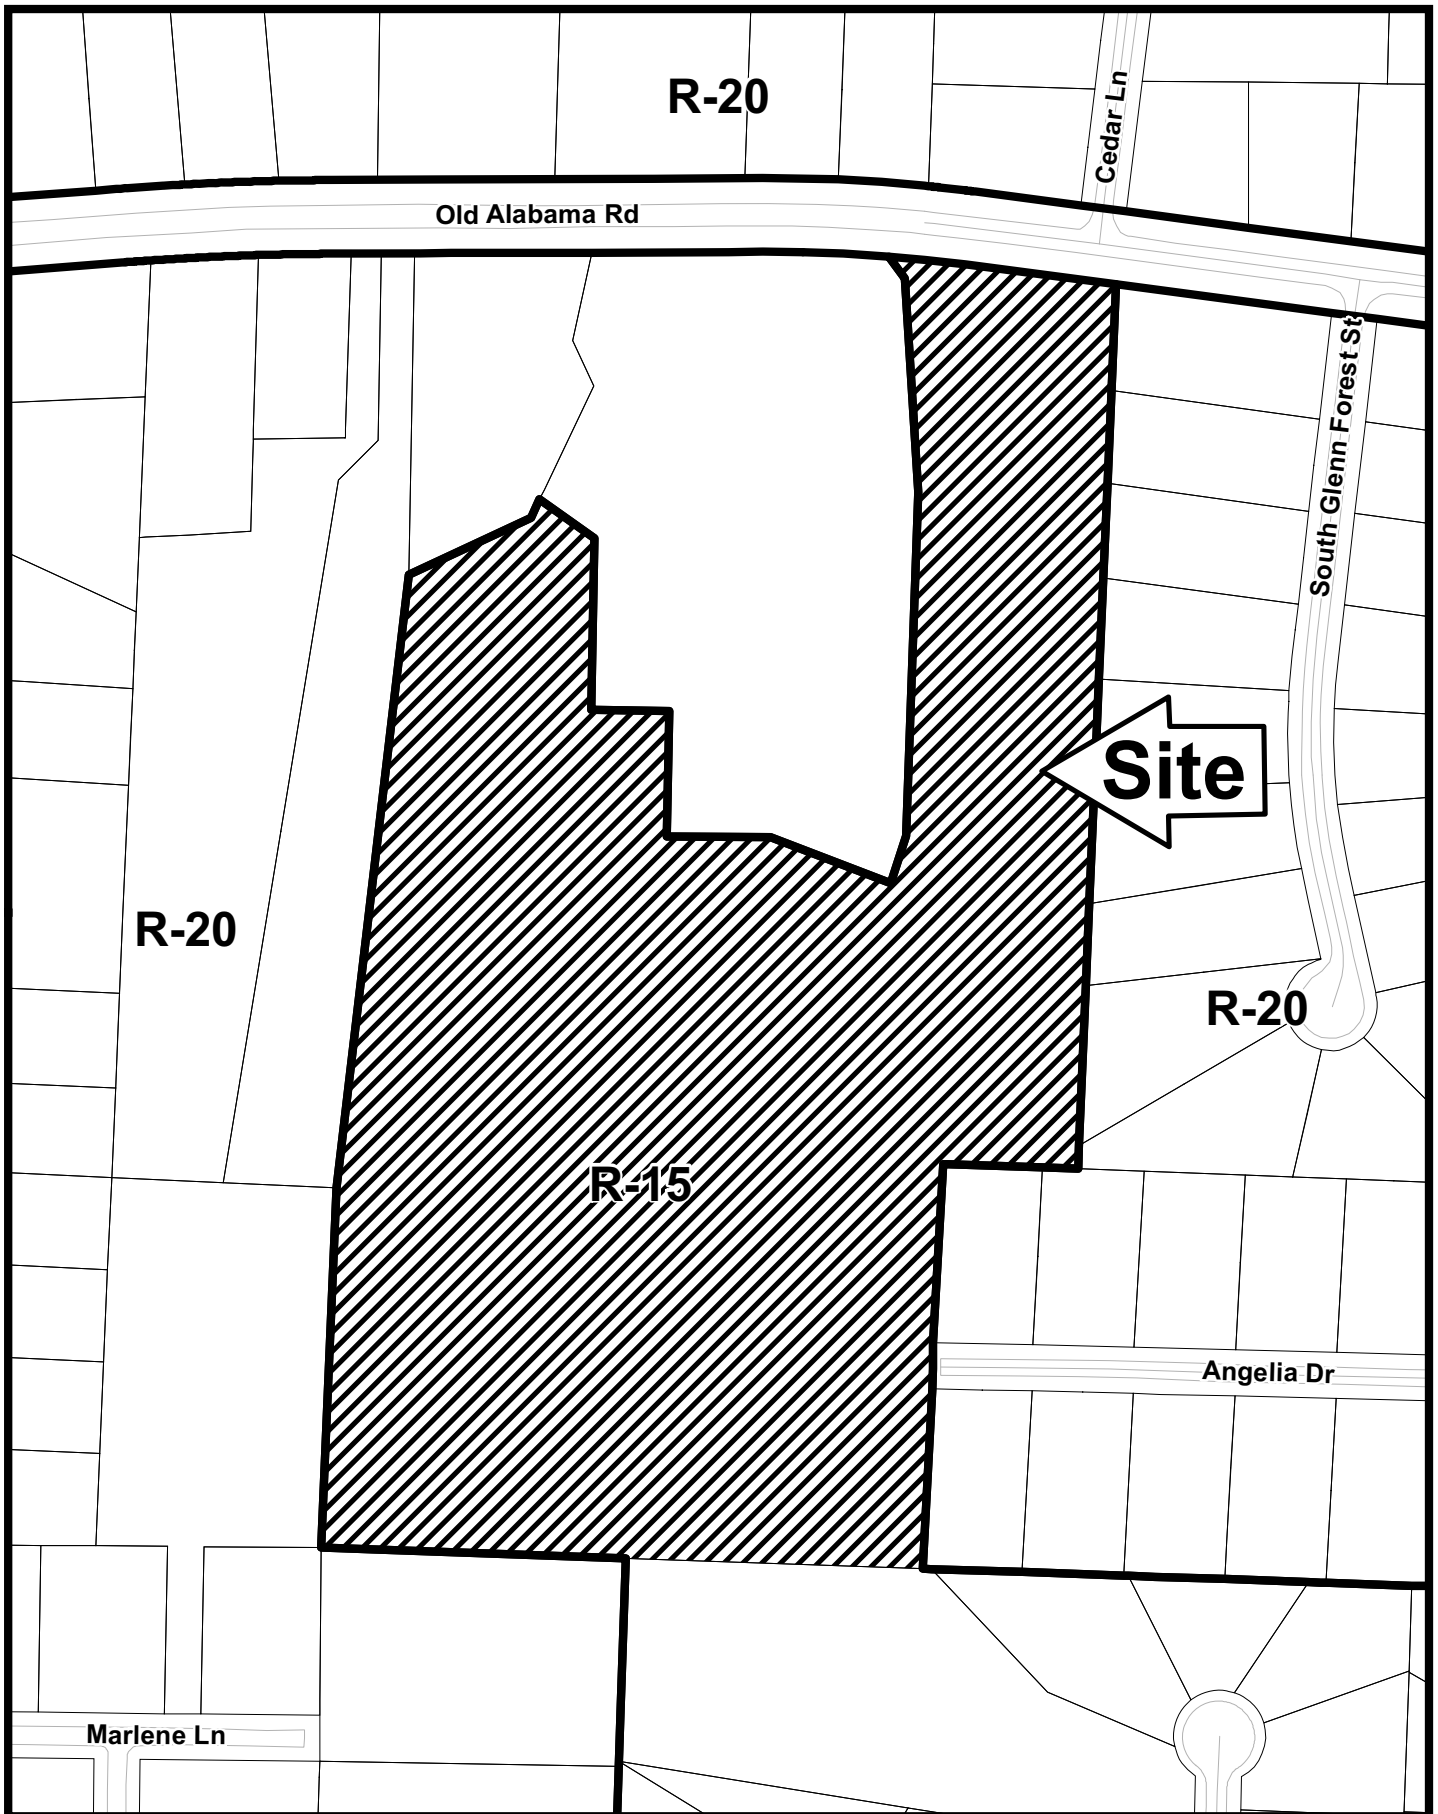 R-20
Cedar Ln
Old Alabama Rd
South Glenn Forest St
Site
R-20
R-20
R-15
Angelia Dr
Marlene Ln